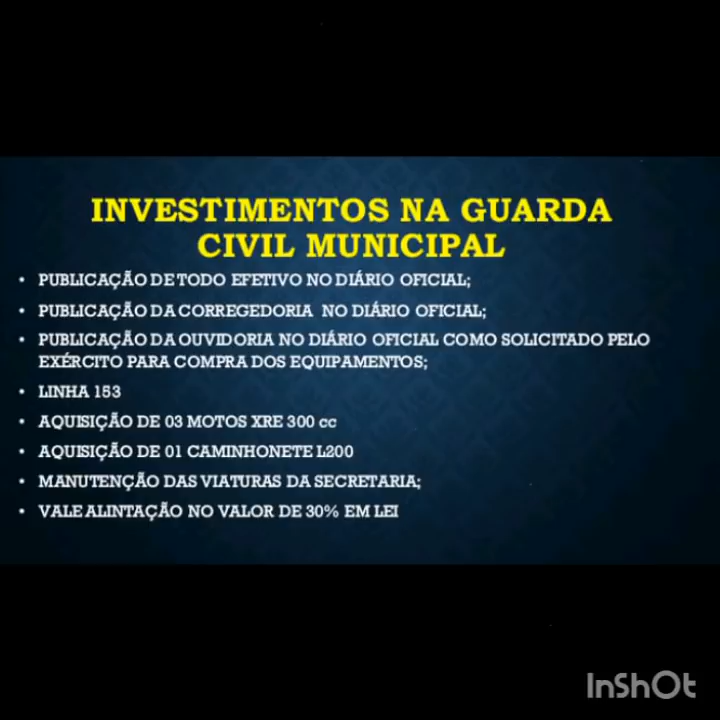 INVESTIMENTOS NA GUARDA
CIVIL MUNICIPAL
• PUBLICAÇÃO DE TODO EFETIVO NO DIÁRIO OFICIAL;
• PUBLICAÇÃO DA CORREGEDORIA NO DIÁRIO OFICIAL;
• PUBLICAÇÃO DA OUVIDORIA NO DIÁRIO OFICIAL COMO SOLICITADO PELO
EXÉRCITO PARA COMPRA DOS EQUIPAMENTOS;
• LINHA 153
• AQUISIÇÃO DE 03 MOTOS XRE 300 cc
• AQUISIÇÃO DE 01 CAMINHONETE L200
• MANUTENÇÃO DAS VIATURAS DA SECRETARIA;
• VALE ALINTAÇÃO NO VALOR DE 30% EM LEI
InShOt